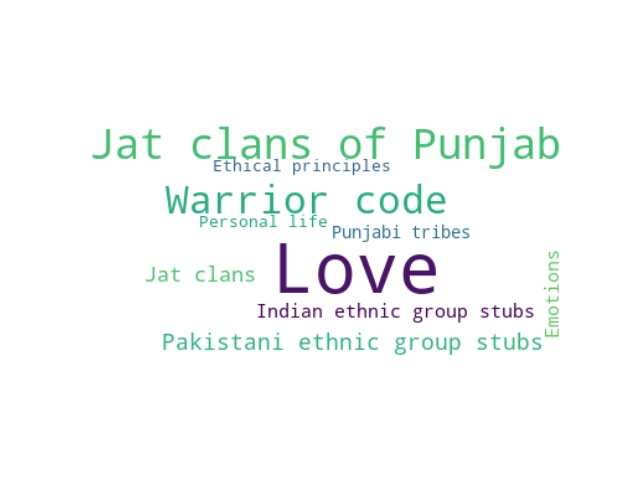 Jat clans of Punjab
Ethical principles
Warrior code
Personal life
Punjabi tribes
Love
Jat clans
Emotions
Indian ethnic group stubs
Pakistani ethnic group stubs